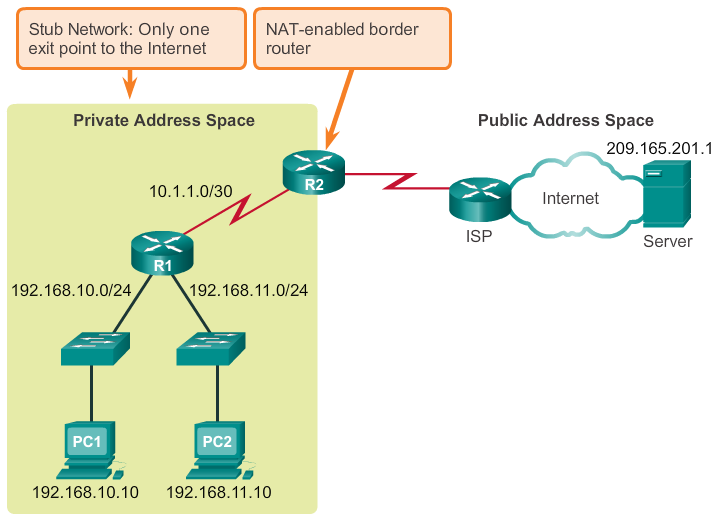 Stub Network: Only one
exit point to the Internet
NAT-enabled border
router
Private Address Space
Public Address Space
209.165.201.1
R2
10.1.1.0/30
Internet
ISP
Server
R1
192.168.10.0/24
192.168.11.0/24
PC1
PC2
192.168.10.10
192.168.11.10